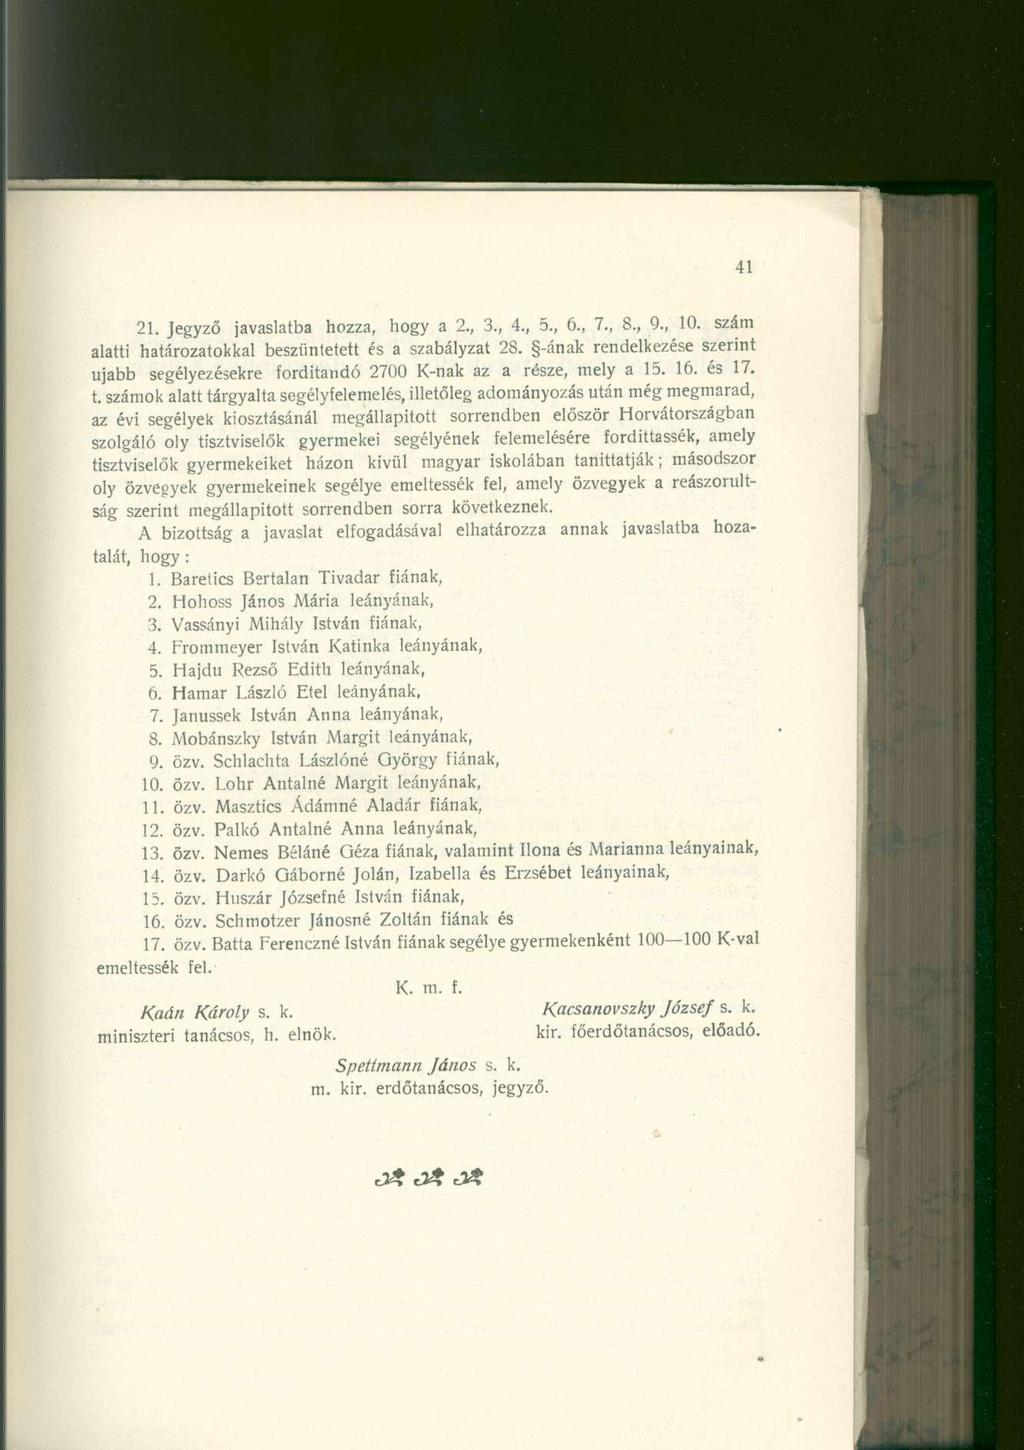 41
21. Jegyző javaslatba hozza, hogy a 2., 3., 4., 5., 6., 7., 8., 9., 10. szám
alatti határozatokkal beszüntetett és a szabályzat 28. §-ának rendelkezése szerint
ujabb segélyezésekre forditandó 2700 K-nak az a része, mely a 15. 16. és 17.
t. számok alatt tárgyalta segélyfelemelés, illetőleg adományozás után még megmarad,
az évi segélyek kiosztásánál megállapitott sorrendben először Horvátországban
szolgáló oly tisztviselők gyermekei segélyének felemelésére fordittassék, amely
tisztviselők gyermekeiket házon kivül magyar iskolában tanittatják; másodszor
oly özvegyek gyermekeinek segélye emeltessék fel, amely özvegyek a reászorult-
ság szerint megállapitott sorrendben sorra következnek.
A bizottság a javaslat elfogadásával elhatározza annak javaslatba hoza-
talát, hogy :
1. Baretics Bertalan Tivadar fiának,
2. Hohoss János Mária leányának,
3. Vassányi Mihály István fiának,
4. Frommeyer István Katinka leányának,
5. Hajdu Rezső Edith leányának,
6. Hamar László Etel leányának,
7. Janussek István Anna leányának,
8. Mobánszky István Margit leányának,
9. özv. Schlachta Lászlóné György fiának,
10. özv. Lohr Antalné Margit leányának,
11. özv. Masztics Ádámné Aladár fiának,
12. özv. Palkó Antalné Anna leányának,
13. özv. Nemes Béláné Géza fiának, valamint Ilona és Marianna leányainak,
14. özv. Darkó Gáborné Jolán, Izabella és Erzsébet leányainak,
15. özv. Huszár Józsefné István fiának,
16. özv. Schmotzer Jánosné Zoltán fiának és
17. özv. Batta Ferenczné István fiának segélye gyermekenként 100—100 K-val
emeltessék fel.
K. m. f.
Kaán Károly s. k.
miniszteri tanácsos, h. elnök.
Kacsanovszky József s. k.
kir. főerdőtanácsos, előadó.
Spettmann János s. k.
m. kir. erdőtanácsos, jegyző.